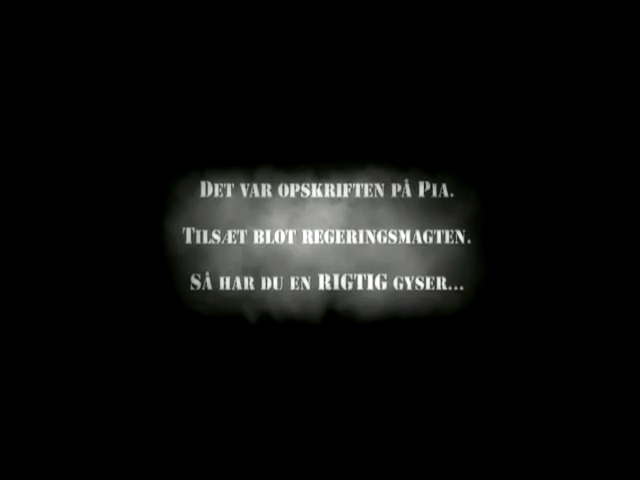 Det var opskriften på Pia.
Tilsæt blot regeringsmagten.
Så har du en RIGTIG gyser...